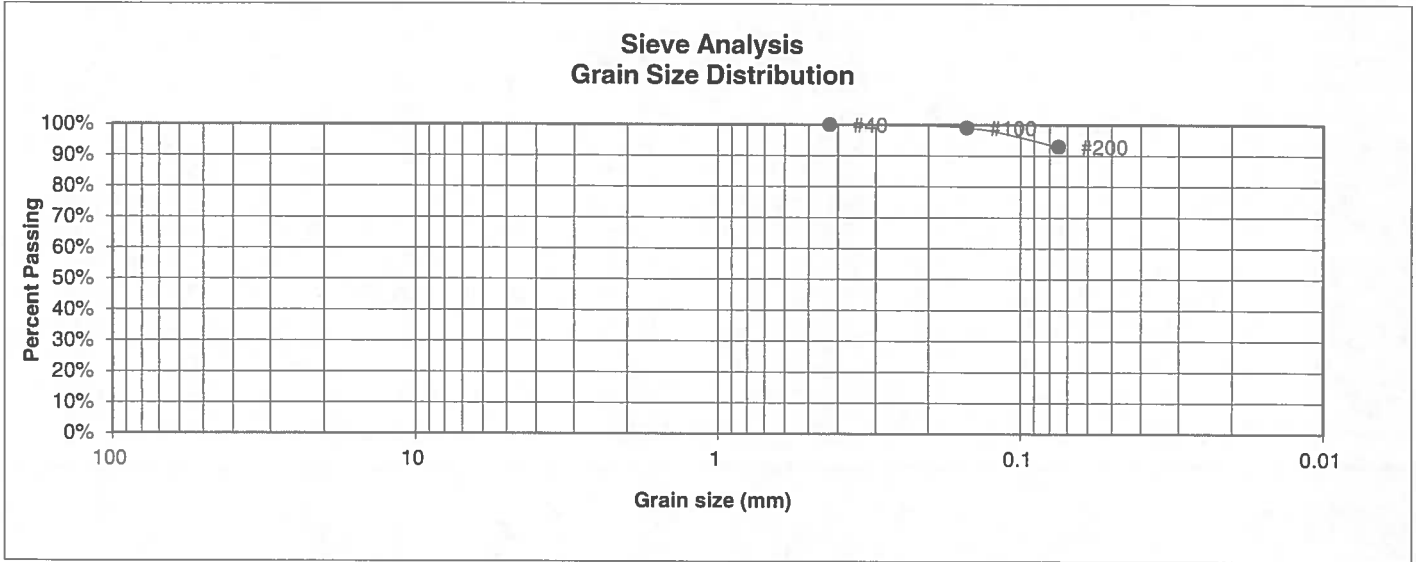 Sieve Analysis
Grain Size Distribution
Percent Passing
100%
90%
80%
70%
60%
50%
40%
30%
20%
10%
0%
#40
#100
#200
100 10 1 0.1 0.01
Grain size (mm)